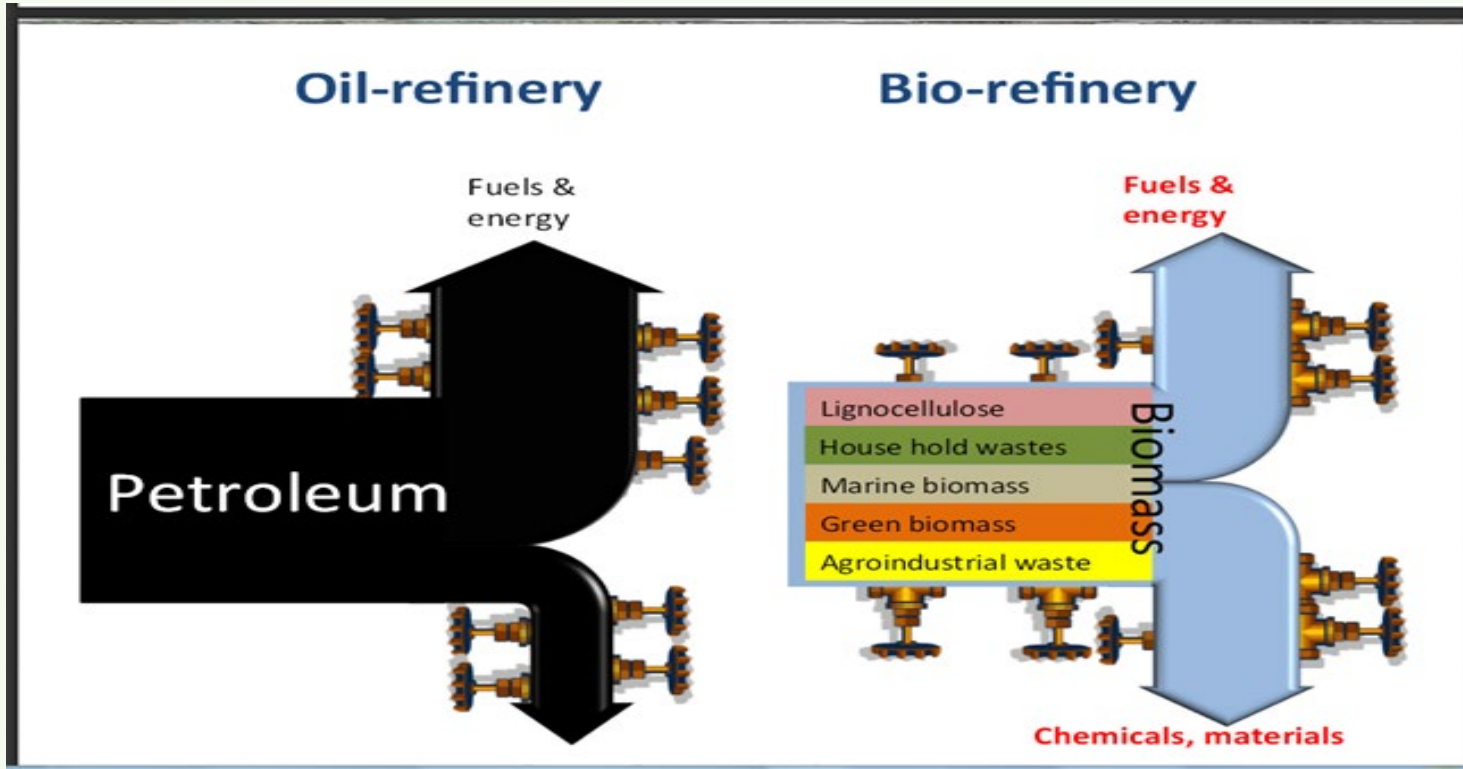 Oil-refinery
Bio-refinery
Fuels &
energy
Petroleum
Fuels &
energy
Lignocellulose
House hold wastes
Marine biomass
Green biomass
Agroindustrial waste
Biomass
Chemicals, materials